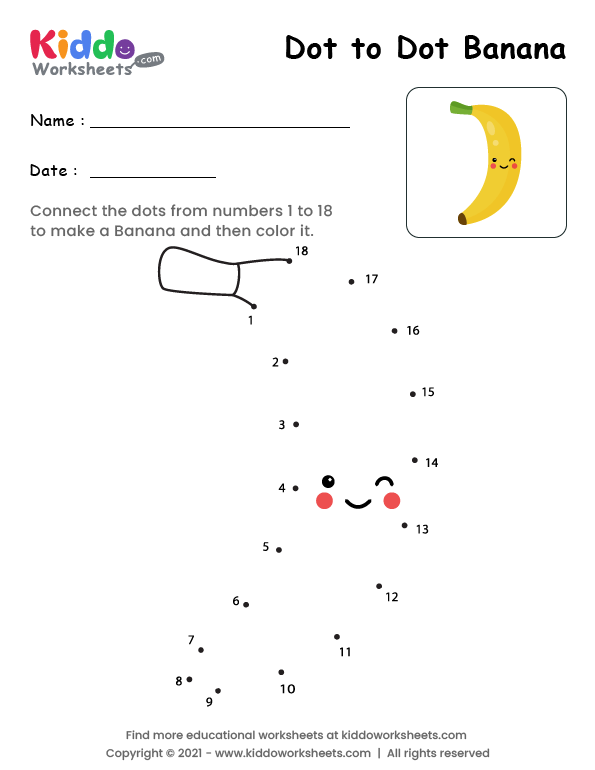 Kiddo
Worksheets
.com
Dot to Dot Banana
Name :
Date :
Connect the dots from numbers 1 to 18
to make a Banana and then color it.
18
17
1
16
2
15
3
14
4
13
5
12
6
7
11
8
10
9
Find more educational worksheets at kiddoworksheets.com
Copyright © 2021 - www.kiddoworksheets.com | All rights reserved